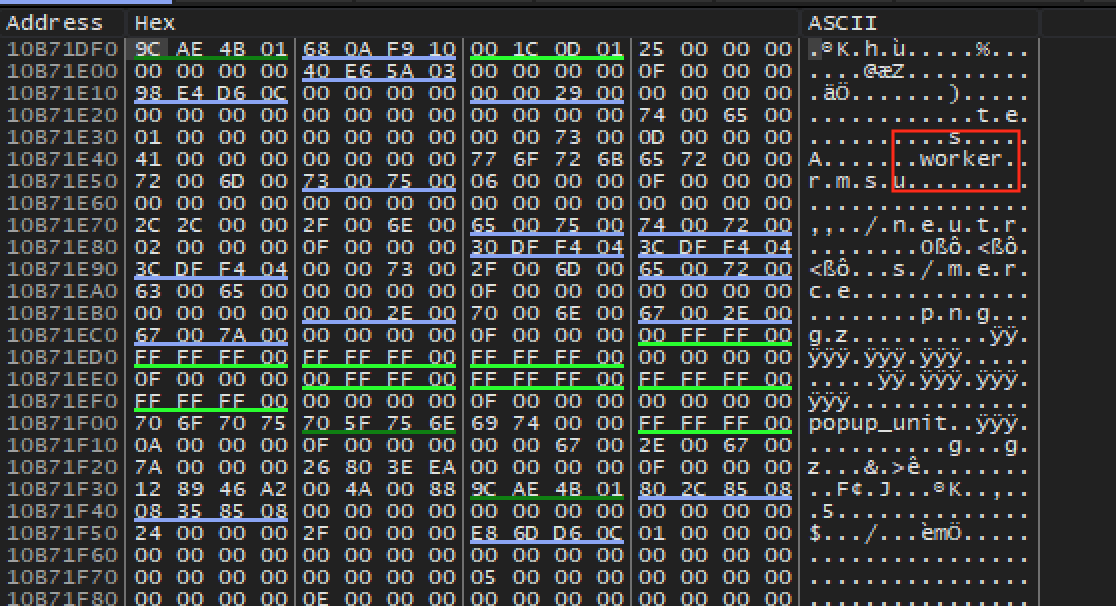 Address Hex ASCII
10B71DF0 9C AE 4B 01 68 0A F9 10 00 1C 0D 01 25 00 00 00 .®K.h.ù.....%...
10B71E00 00 00 00 00 40 E6 5A 03 00 00 00 00 0F 00 00 00 ....@æZ.........
10B71E10 98 E4 D6 0C 00 00 00 00 00 00 29 00 00 00 00 00 .äÖ.......).....
10B71E20 00 00 00 00 00 00 00 00 00 00 00 00 74 00 65 00 ............t.e.
10B71E30 01 00 00 00 00 00 00 00 00 00 73 00 0D 00 00 00 ..........s.....
10B71E40 41 00 00 00 00 00 00 00 77 6F 72 6B 65 72 00 00 A.......worker..
10B71E50 72 00 6D 00 73 00 75 00 06 00 00 00 0F 00 00 00 r.m.s.u.........
10B71E60 00 00 00 00 00 00 00 00 00 00 00 00 00 00 00 00 ................
10B71E70 2C 2C 00 00 2F 00 6E 00 65 00 75 00 74 00 72 00 ,,../.n.e.u.t.r.
10B71E80 02 00 00 00 0F 00 00 00 30 DF F4 04 3C DF F4 04 ........0ßô.<ßô.
10B71E90 3C DF F4 04 00 00 73 00 2F 00 6D 00 65 00 72 00 <ßô...s./.m.e.r.
10B71EA0 63 00 65 00 00 00 00 00 0F 00 00 00 00 00 00 00 c.e.............
10B71EB0 00 00 00 00 00 00 2E 00 70 00 6E 00 67 00 2E 00 ........p.n.g...
10B71EC0 67 00 7A 00 00 00 00 00 0F 00 00 00 00 FF FF 00 g.z..........ÿÿ.
10B71ED0 FF FF FF 00 FF FF FF 00 FF FF FF 00 00 00 00 00 ÿÿÿ.ÿÿÿ.ÿÿÿ.....
10B71EE0 0F 00 00 00 00 FF FF 00 FF FF FF 00 FF FF FF 00 .....ÿÿ.ÿÿÿ.ÿÿÿ.
10B71EF0 FF FF FF 00 00 00 00 00 0F 00 00 00 00 00 00 00 ÿÿÿ.............
10B71F00 70 6F 70 75 70 5F 75 6E 69 74 00 00 FF FF FF 00 popup_unit..ÿÿÿ.
10B71F10 0A 00 00 00 0F 00 00 00 00 00 67 00 2E 00 67 00 ..........g...g.
10B71F20 7A 00 00 00 26 80 3E EA 00 00 00 00 0F 00 00 00 z...&.>ê........
10B71F30 12 89 46 A2 00 4A 00 88 9C AE 4B 01 80 2C 85 08 ..F¢.J...®K..,..
10B71F40 08 35 85 08 00 00 00 00 00 00 00 00 00 00 00 00 .5..............
10B71F50 24 00 00 00 2F 00 00 00 E8 6D D6 0C 01 00 00 00 $.../...èmÖ.....
10B71F60 00 00 00 00 00 00 00 00 00 00 00 00 00 00 00 00 ................
10B71F70 00 00 00 00 00 00 00 00 05 00 00 00 00 00 00 00 ................
10B71F80 00 00 00 00 0E 00 00 00 00 00 00 00 00 00 00 00 ................